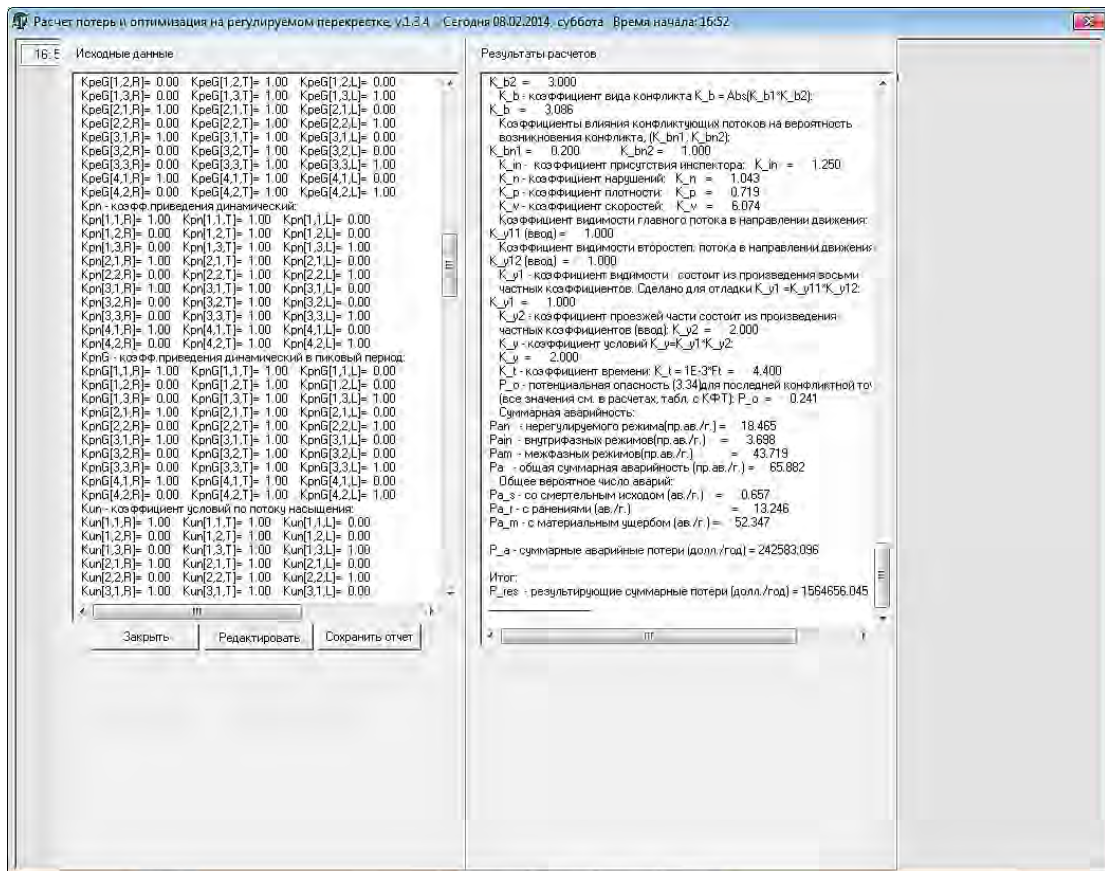 Расчет потерь и оптимизация на регулируемом перекрестке, v.1.3.4 Сегодня 08.02.2014, суббота Время начала: 16:52
16:5
Исходные данные
KpeG[1,2,R]= 0.00 KpeG[1,2,T]= 1.00 KpeG[1,2,L]= 0.00
KpeG[1,3,R]= 0.00 KpeG[1,3,T]= 1.00 KpeG[1,3,L]= 1.00
KpeG[2,1,R]= 1.00 KpeG[2,1,T]= 1.00 KpeG[2,1,L]= 0.00
KpeG[2,2,R]= 0.00 KpeG[2,2,T]= 1.00 KpeG[2,2,L]= 1.00
KpeG[3,1,R]= 1.00 KpeG[3,1,T]= 1.00 KpeG[3,1,L]= 0.00
KpeG[3,2,R]= 0.00 KpeG[3,2,T]= 1.00 KpeG[3,2,L]= 0.00
KpeG[3,3,R]= 0.00 KpeG[3,3,T]= 1.00 KpeG[3,3,L]= 1.00
KpeG[4,1,R]= 1.00 KpeG[4,1,T]= 1.00 KpeG[4,1,L]= 0.00
KpeG[4,2,R]= 0.00 KpeG[4,2,T]= 1.00 KpeG[4,2,L]= 1.00
Kpn - коэфф.приведения динамический:
Kpn[1,1,R]= 1.00 Kpn[1,1,T]= 1.00 Kpn[1,1,L]= 0.00
Kpn[1,2,R]= 0.00 Kpn[1,2,T]= 1.00 Kpn[1,2,L]= 0.00
Kpn[1,3,R]= 0.00 Kpn[1,3,T]= 1.00 Kpn[1,3,L]= 1.00
Kpn[2,1,R]= 1.00 Kpn[2,1,T]= 1.00 Kpn[2,1,L]= 0.00
Kpn[2,2,R]= 0.00 Kpn[2,2,T]= 1.00 Kpn[2,2,L]= 1.00
Kpn[3,1,R]= 1.00 Kpn[3,1,T]= 1.00 Kpn[3,1,L]= 0.00
Kpn[3,2,R]= 0.00 Kpn[3,2,T]= 1.00 Kpn[3,2,L]= 0.00
Kpn[3,3,R]= 0.00 Kpn[3,3,T]= 1.00 Kpn[3,3,L]= 1.00
Kpn[4,1,R]= 1.00 Kpn[4,1,T]= 1.00 Kpn[4,1,L]= 0.00
Kpn[4,2,R]= 0.00 Kpn[4,2,T]= 1.00 Kpn[4,2,L]= 1.00
KpnG - коэфф.приведения динамический в пиковый период:
KpnG[1,1,R]= 1.00 KpnG[1,1,T]= 1.00 KpnG[1,1,L]= 0.00
KpnG[1,2,R]= 0.00 KpnG[1,2,T]= 1.00 KpnG[1,2,L]= 0.00
KpnG[1,3,R]= 0.00 KpnG[1,3,T]= 1.00 KpnG[1,3,L]= 1.00
KpnG[2,1,R]= 1.00 KpnG[2,1,T]= 1.00 KpnG[2,1,L]= 0.00
KpnG[2,2,R]= 0.00 KpnG[2,2,T]= 1.00 KpnG[2,2,L]= 1.00
KpnG[3,1,R]= 1.00 KpnG[3,1,T]= 1.00 KpnG[3,1,L]= 0.00
KpnG[3,2,R]= 0.00 KpnG[3,2,T]= 1.00 KpnG[3,2,L]= 0.00
KpnG[3,3,R]= 0.00 KpnG[3,3,T]= 1.00 KpnG[3,3,L]= 1.00
KpnG[4,1,R]= 1.00 KpnG[4,1,T]= 1.00 KpnG[4,1,L]= 0.00
KpnG[4,2,R]= 0.00 KpnG[4,2,T]= 1.00 KpnG[4,2,L]= 1.00
Kun - коэффициент условий по потоку насыщения:
Kun[1,1,R]= 1.00 Kun[1,1,T]= 1.00 Kun[1,1,L]= 0.00
Kun[1,2,R]= 0.00 Kun[1,2,T]= 1.00 Kun[1,2,L]= 0.00
Kun[1,3,R]= 0.00 Kun[1,3,T]= 1.00 Kun[1,3,L]= 1.00
Kun[2,1,R]= 1.00 Kun[2,1,T]= 1.00 Kun[2,1,L]= 0.00
Kun[2,2,R]= 0.00 Kun[2,2,T]= 1.00 Kun[2,2,L]= 1.00
Kun[3,1,R]= 1.00 Kun[3,1,T]= 1.00 Kun[3,1,L]= 0.00
Закрыть Редактировать Сохранить отчет
Результаты расчетов
K_b2 = 3.000
K_b - коэффициент вида конфликта K_b = Abs(K_b1*K_b2):
K_b = 3.086
Коэффициенты влияния конфликтующих потоков на вероятность
возникновения конфликта, (K_bn1, K_bn2):
K_bn1 = 0.200 K_bn2 = 1.000
K_in - коэффициент присутствия инспектора: K_in = 1.250
K_n - коэффициент нарушений: K_n = 1.043
K_p - коэффициент плотности: K_p = 0.719
K_v - коэффициент скоростей: K_v = 6.074
Коэффициент видимости главного потока в направлении движения:
K_y11 (ввод) = 1.000
Коэффициент видимости второстеп. потока в направлении движения
K_y12 (ввод) = 1.000
K_y1 - коэффициент видимости состоит из произведения восьми
частных коэффициентов. Сделано для отладки K_y1 =K_y11*K_y12:
K_y1 = 1.000
K_y2 - коэффициент проезжей части состоит из произведения
частных коэффициентов (ввод): K_y2 = 2.000
K_y - коэффициент условий K_y=K_y1*K_y2:
K_y = 2.000
K_t - коэффициент времени: K_t = 1E-3*Ft = 4.400
P_o - потенциальная опасность (3.34)для последней конфликтной точ
(все значения см. в расчетах, табл. с КФТ): P_o = 0.241
Суммарная аварийность:
Pan - нерегулируемого режима(пр.ав./г.) = 18.465
Pain - внутрифазных режимов(пр.ав./г.) = 3.698
Pam - межфазных режимов(пр.ав./г.) = 43.719
Pa - общая суммарная аварийность (пр.ав./г.) = 65.882
Общее вероятное число аварий:
Pa_s - со смертельным исходом (ав./г.) = 0.657
Pa_r - с ранениями (ав./г.) = 13.246
Pa_m - с материальным ущербом (ав./г.) = 52.347
P_a - суммарные аварийные потери (долл./год) = 242583.096
Итог:
P_res - результирующие суммарные потери (долл./год) = 1564656.045